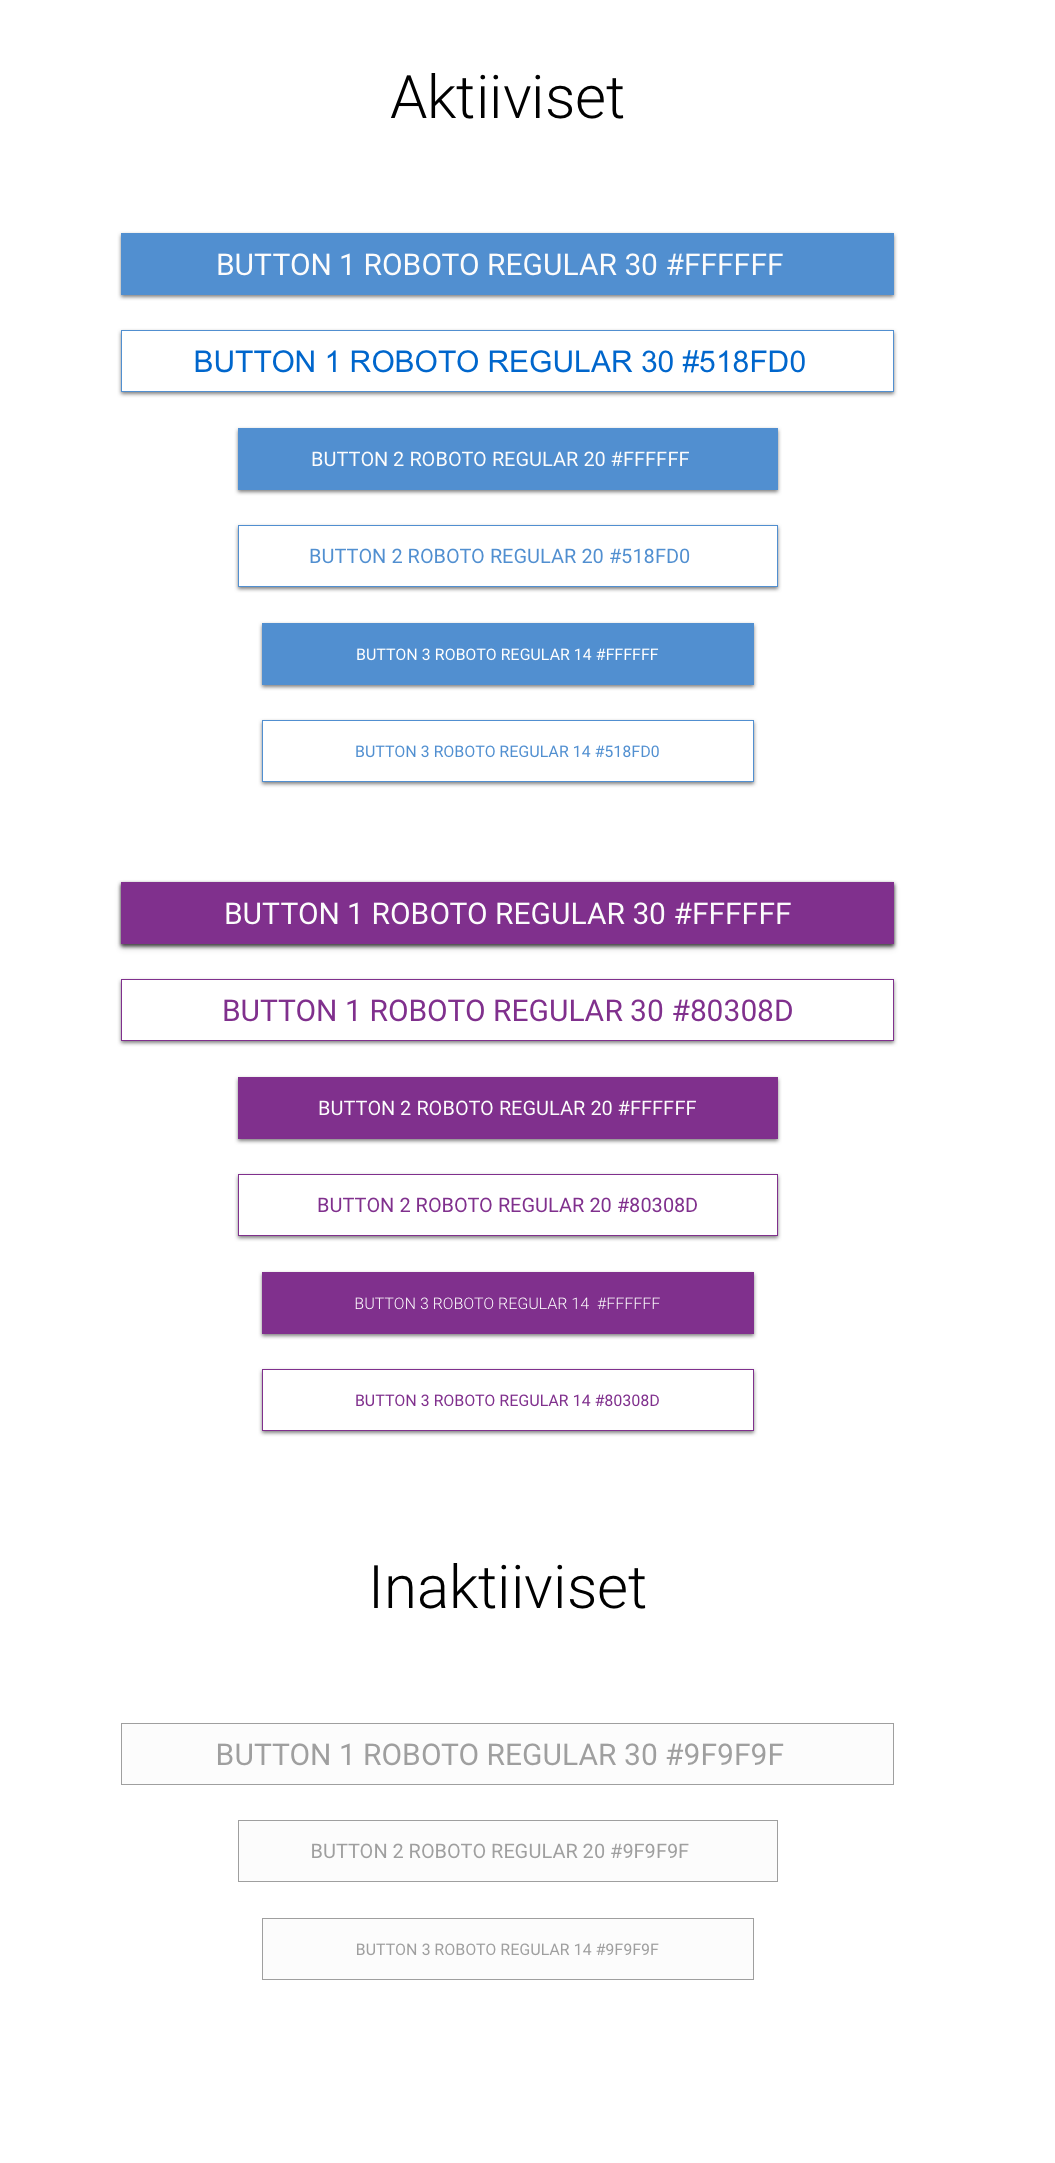 Aktiiviset
BUTTON 1 ROBOTO REGULAR 30 #FFFFFF
BUTTON 1 ROBOTO REGULAR 30 #518FD0
BUTTON 2 ROBOTO REGULAR 20 #FFFFFF
BUTTON 2 ROBOTO REGULAR 20 #518FD0
BUTTON 3 ROBOTO REGULAR 14 #FFFFFF
BUTTON 3 ROBOTO REGULAR 14 #518FD0
BUTTON 1 ROBOTO REGULAR 30 #FFFFFF
BUTTON 1 ROBOTO REGULAR 30 #80308D
BUTTON 2 ROBOTO REGULAR 20 #FFFFFF
BUTTON 2 ROBOTO REGULAR 20 #80308D
BUTTON 3 ROBOTO REGULAR 14  #FFFFFF
BUTTON 3 ROBOTO REGULAR 14 #80308D
Inaktiiviset
BUTTON 1 ROBOTO REGULAR 30 #9F9F9F
BUTTON 2 ROBOTO REGULAR 20 #9F9F9F
BUTTON 3 ROBOTO REGULAR 14 #9F9F9F